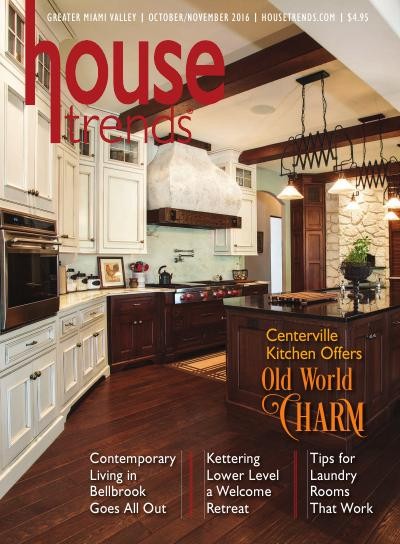 GREATER MIAMI VALLEY | OCTOBER/NOVEMBER 2016 | HOUSETRENDS.COM | $4.95
house
trends
Centerville
Kitchen Offers
Old World
CHARM
Contemporary
Living in
Bellbrook
Goes All Out
Kettering
Lower Level
a Welcome
Retreat
Tips for
Laundry
Rooms
That Work